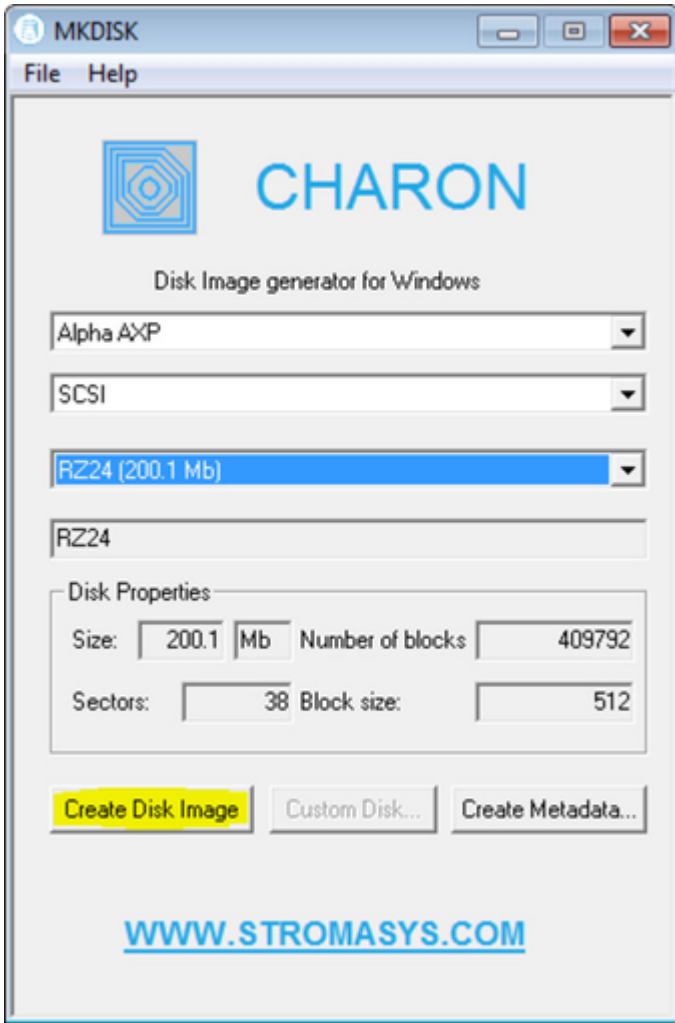 MKDISK
File Help
CHARON
Disk Image generator for Windows
Alpha AXP
SCSI
RZ24 (200.1 Mb)
RZ24
Disk Properties
Size: 200.1 Mb Number of blocks 409792
Sectors: 38 Block size: 512
Create Disk Image Custom Disk... Create Metadata...
WWW.STROMASYS.COM